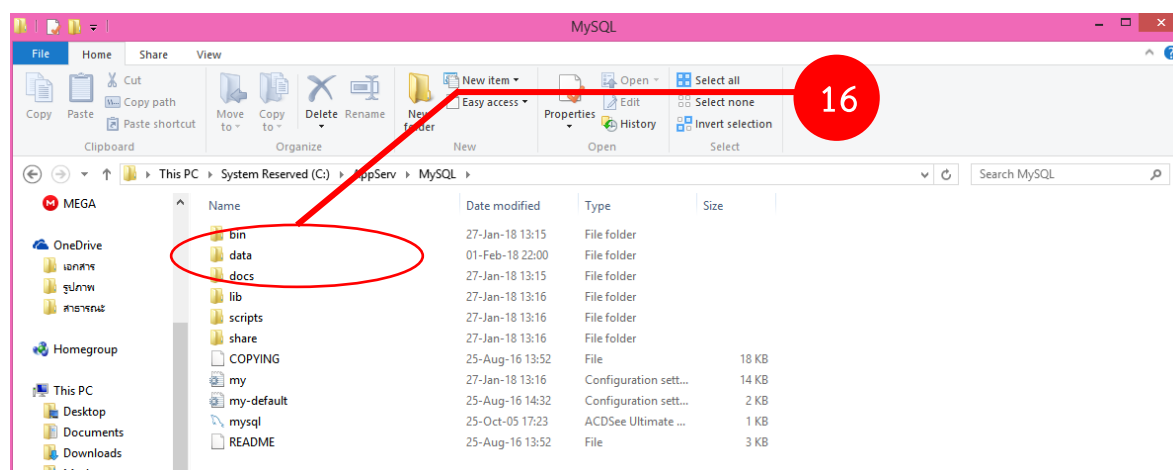 MySQL
File Home Share View
Copy Paste Cut Copy path Paste shortcut
Move to Copy to Delete Rename
New folder New item Easy access
Properties Open Edit History
Select all Select none Invert selection
16
Clipboard Organize New Open Select
This PC System Reserved (C:) AppServ MySQL
Search MySQL
MEGA
OneDrive
เอกสาร
รูปภาพ
สาธารณะ
Homegroup
This PC
Desktop
Documents
Downloads
Name Date modified Type Size
bin 27-Jan-18 13:15 File folder
data 01-Feb-18 22:00 File folder
docs 27-Jan-18 13:15 File folder
lib 27-Jan-18 13:16 File folder
scripts 27-Jan-18 13:16 File folder
share 27-Jan-18 13:16 File folder
COPYING 25-Aug-16 13:52 File 18 KB
my 27-Jan-18 13:16 Configuration sett... 14 KB
my-default 25-Aug-16 14:32 Configuration sett... 2 KB
mysql 25-Oct-05 17:23 ACDSee Ultimate ... 1 KB
README 25-Aug-16 13:52 File 3 KB